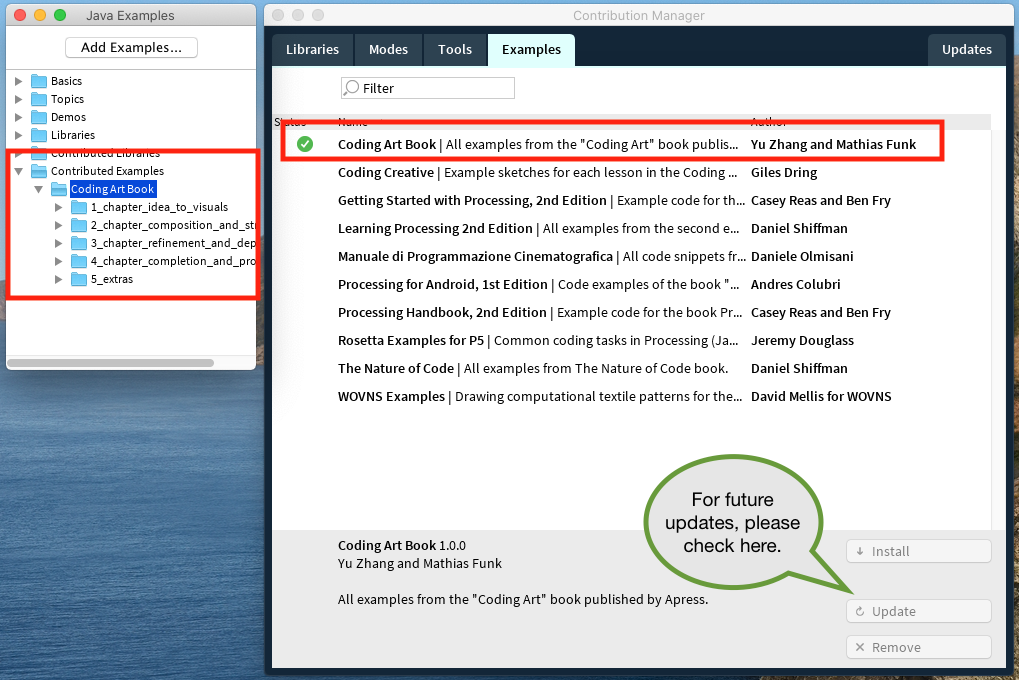 Java Examples
Add Examples...
Basics
Topics
Demos
Libraries
Contributed Libraries
Contributed Examples
Coding Art Book
1_chapter_idea_to_visuals
2_chapter_composition_and_str
3_chapter_refinement_and_dep
4_chapter_completion_and_pro
5_extras
Contribution Manager
Libraries Modes Tools Examples Updates
Filter
Status Name Author
Coding Art Book | All examples from the "Coding Art" book publis... Yu Zhang and Mathias Funk
Coding Creative | Example sketches for each lesson in the Coding ... Giles Dring
Getting Started with Processing, 2nd Edition | Example code for th... Casey Reas and Ben Fry
Learning Processing 2nd Edition | All examples from the second e... Daniel Shiffman
Manuale di Programmazione Cinematografica | All code snippets fr... Daniele Olmisani
Processing for Android, 1st Edition | Code examples of the book "... Andres Colubri
Processing Handbook, 2nd Edition | Example code for the book Pr... Casey Reas and Ben Fry
Rosetta Examples for P5 | Common coding tasks in Processing (Ja... Jeremy Douglass
The Nature of Code | All examples from The Nature of Code book. Daniel Shiffman
WOVNS Examples | Drawing computational textile patterns for the... David Mellis for WOVNS
For future
updates, please
check here.
Coding Art Book 1.0.0
Yu Zhang and Mathias Funk
All examples from the "Coding Art" book published by Apress.
Install
Update
Remove